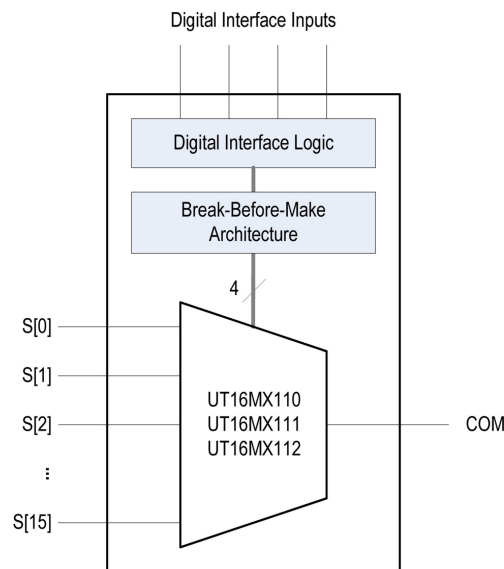 Digital Interface Inputs
Digital Interface Logic
Break-Before-Make
Architecture
4
S[0]
S[1]
S[2]
...
S[15]
UT16MX110
UT16MX111
UT16MX112
COM